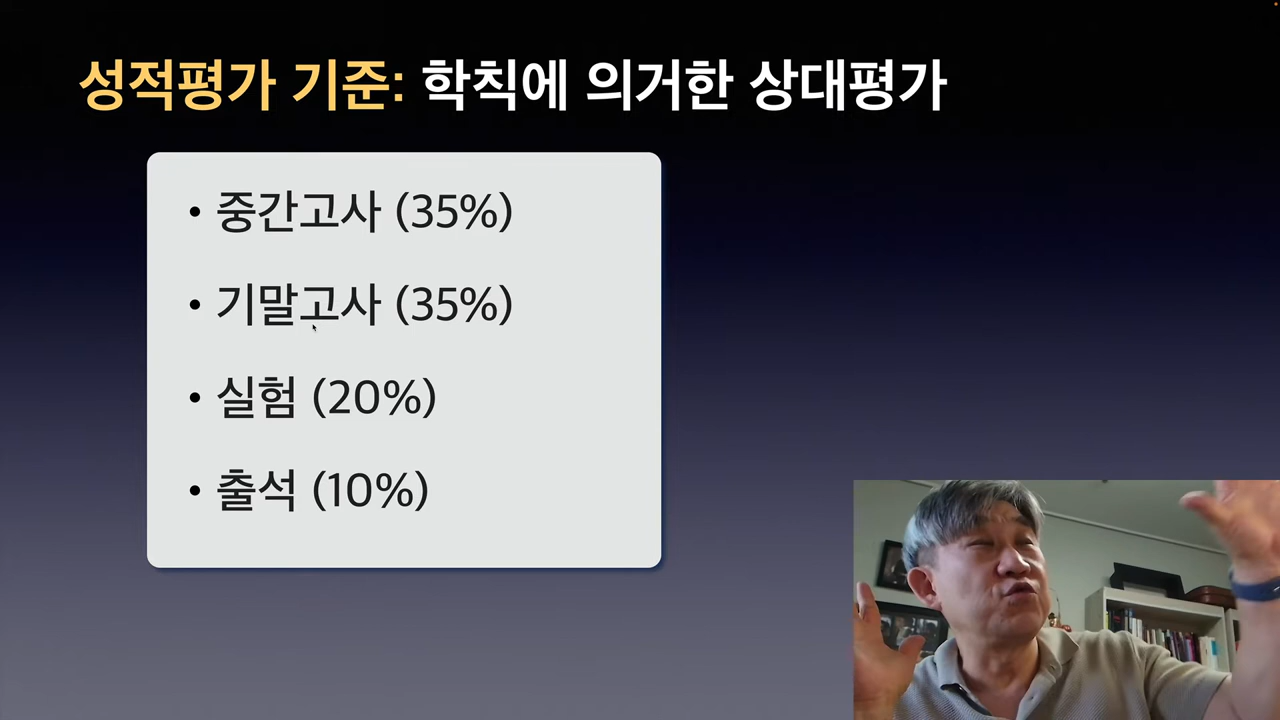 성적평가 기준: 학칙에 의거한 상대평가
• 중간고사 (35%)
• 기말고사 (35%)
• 실험 (20%)
• 출석 (10%)